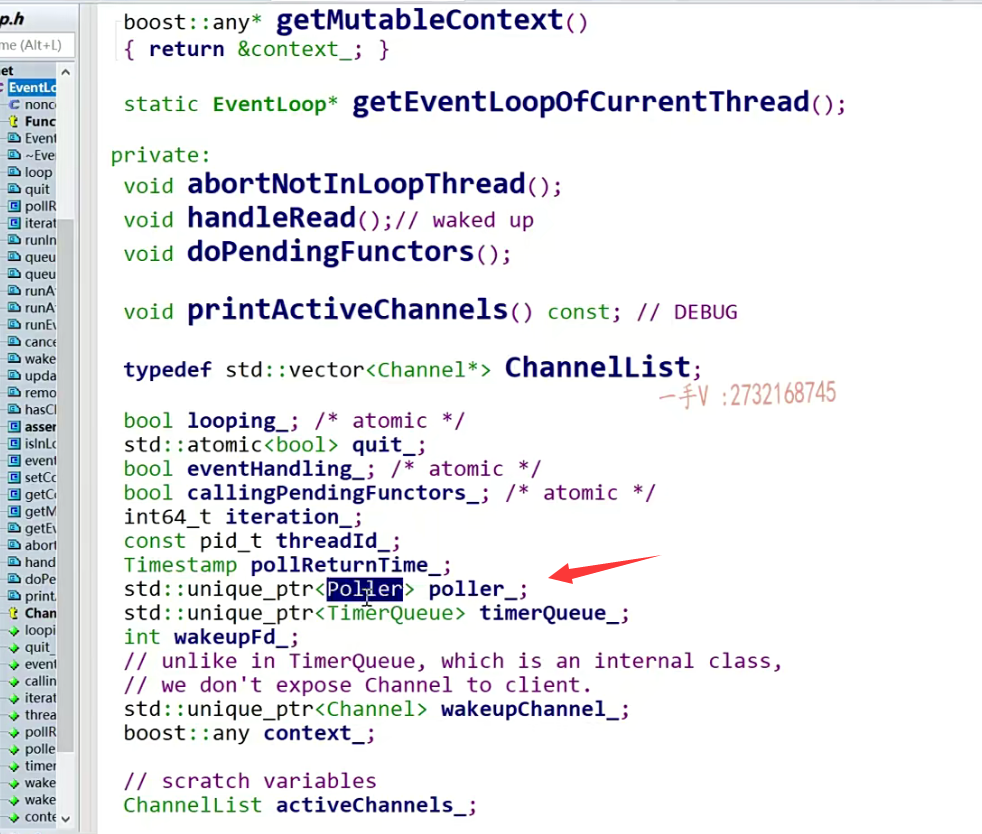 p.h
me (Alt+L)
et
EventLo
nonc
Func
Event
~Eve
loop
quit
pollR
iterat
runIn
queu
queu
runA
runA
runEv
cance
wake
upda
remo
hasCl
asser
isInLo
event
setCo
getCo
getM
getEv
abort
hand
doPe
print
Chan
loopi
quit_
event
callin
iterat
threa
pollR
polle
timer
wake
wake
conte
boost::any* getMutableContext()
{ return &context_; }
static EventLoop* getEventLoopOfCurrentThread();
private:
void abortNotInLoopThread();
void handleRead();// waked up
void doPendingFunctors();
void printActiveChannels() const; // DEBUG
typedef std::vector<Channel*> ChannelList;
一手V :2732168745
bool looping_; /* atomic */
std::atomic<bool> quit_;
bool eventHandling_; /* atomic */
bool callingPendingFunctors_; /* atomic */
int64_t iteration_;
const pid_t threadId_;
Timestamp pollReturnTime_;
std::unique_ptr<Poller> poller_;
std::unique_ptr<TimerQueue> timerQueue_;
int wakeupFd_;
// unlike in TimerQueue, which is an internal class,
// we don't expose Channel to client.
std::unique_ptr<Channel> wakeupChannel_;
boost::any context_;
// scratch variables
ChannelList activeChannels_;